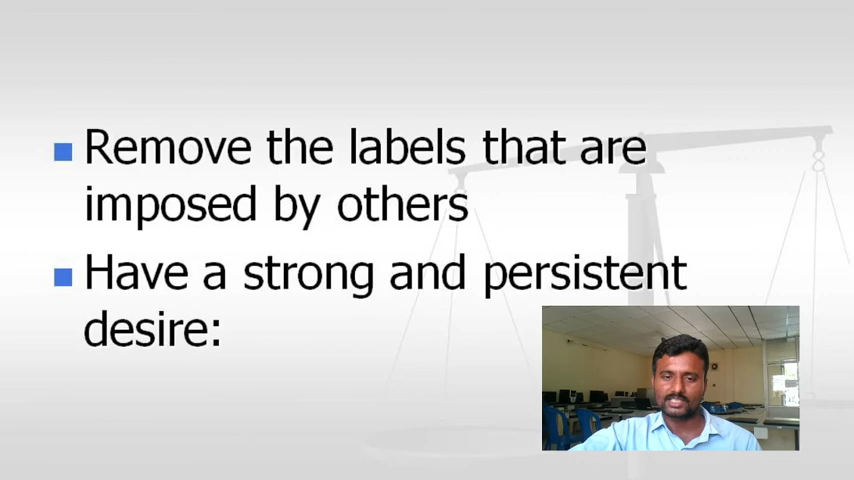 Remove the labels that are
imposed by others
Have a strong and persistent
desire: